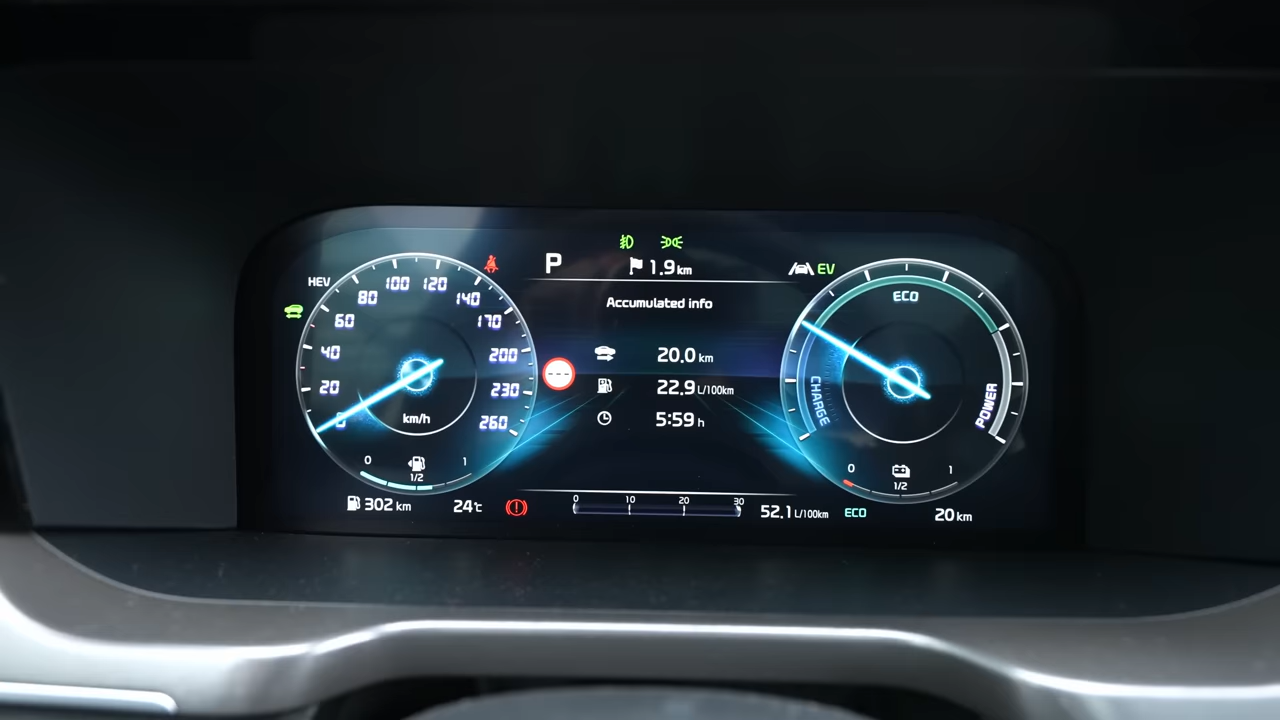 P
1.9 km
HEV
EV
Accumulated info
20.0 km
22.9 L/100km
5:59 h
0
20
40
60
80
100
120
140
170
200
230
260
km/h
0 1/2 1
---
ECO
CHARGE
POWER
0 1/2 1
302 km
24℃
0 10 20 30
52.1 L/100km
ECO
20 km